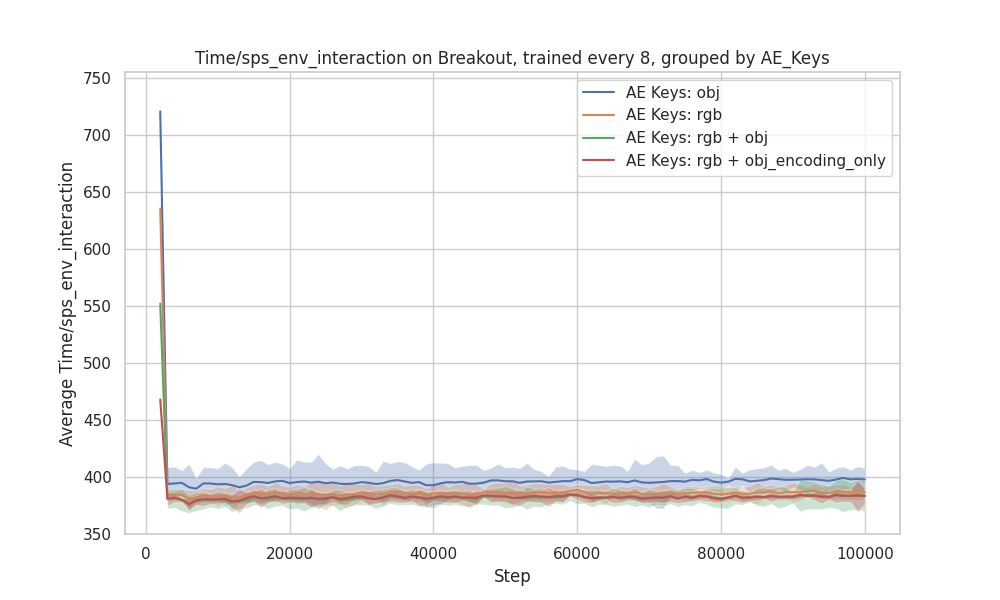 Time/sps_env_interaction on Breakout, trained every 8, grouped by AE_Keys
AE Keys: obj
AE Keys: rgb
AE Keys: rgb + obj
AE Keys: rgb + obj_encoding_only
Average Time/sps_env_interaction
750
700
650
600
550
500
450
400
350
0
20000
40000
60000
80000
100000
Step